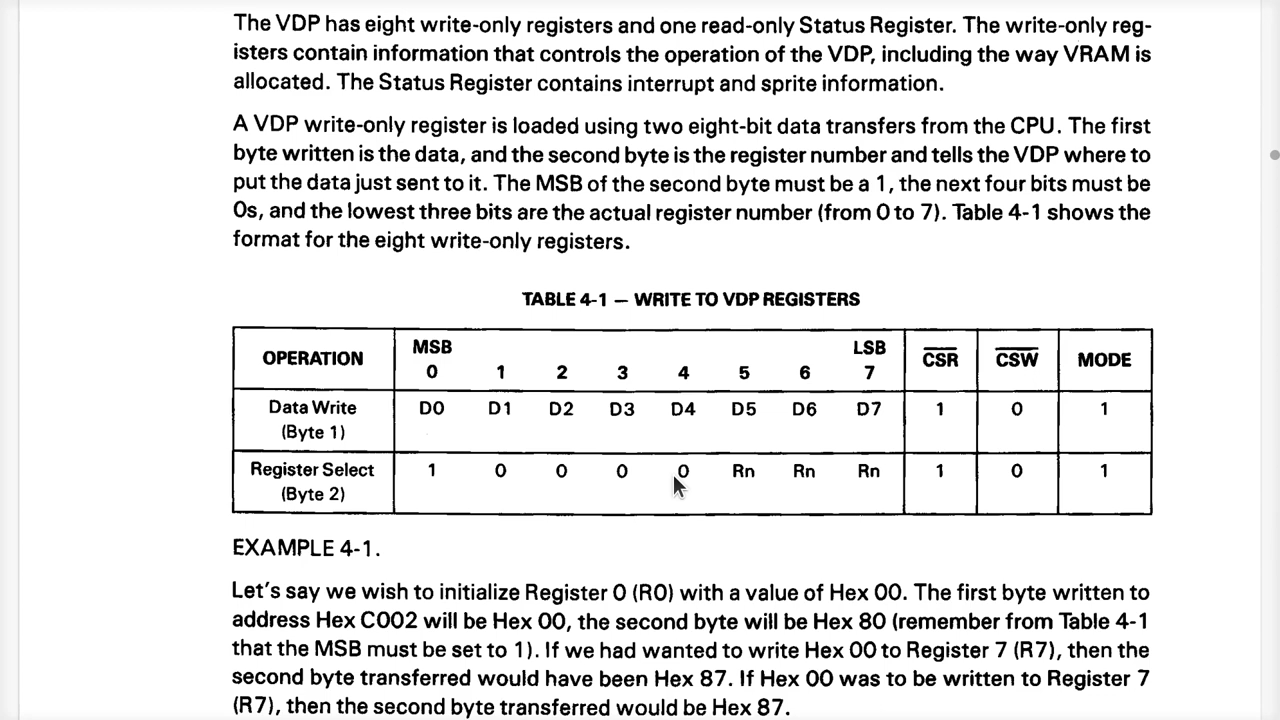 The VDP has eight write-only registers and one read-only Status Register. The write-only reg-
isters contain information that controls the operation of the VDP, including the way VRAM is
allocated. The Status Register contains interrupt and sprite information.
A VDP write-only register is loaded using two eight-bit data transfers from the CPU. The first
byte written is the data, and the second byte is the register number and tells the VDP where to
put the data just sent to it. The MSB of the second byte must be a 1, the next four bits must be
0s, and the lowest three bits are the actual register number (from 0 to 7). Table 4-1 shows the
format for the eight write-only registers.
TABLE 4-1 — WRITE TO VDP REGISTERS
MSB LSB
OPERATION 0 1 2 3 4 5 6 7 CSR CSW MODE
Data Write D0 D1 D2 D3 D4 D5 D6 D7 1 0 1
(Byte 1)
Register Select 1 0 0 0 0 Rn Rn Rn 1 0 1
(Byte 2)
EXAMPLE 4-1.
Let's say we wish to initialize Register 0 (R0) with a value of Hex 00. The first byte written to
address Hex C002 will be Hex 00, the second byte will be Hex 80 (remember from Table 4-1
that the MSB must be set to 1). If we had wanted to write Hex 00 to Register 7 (R7), then the
second byte transferred would have been Hex 87. If Hex 00 was to be written to Register 7
(R7), then the second byte transferred would be Hex 87.